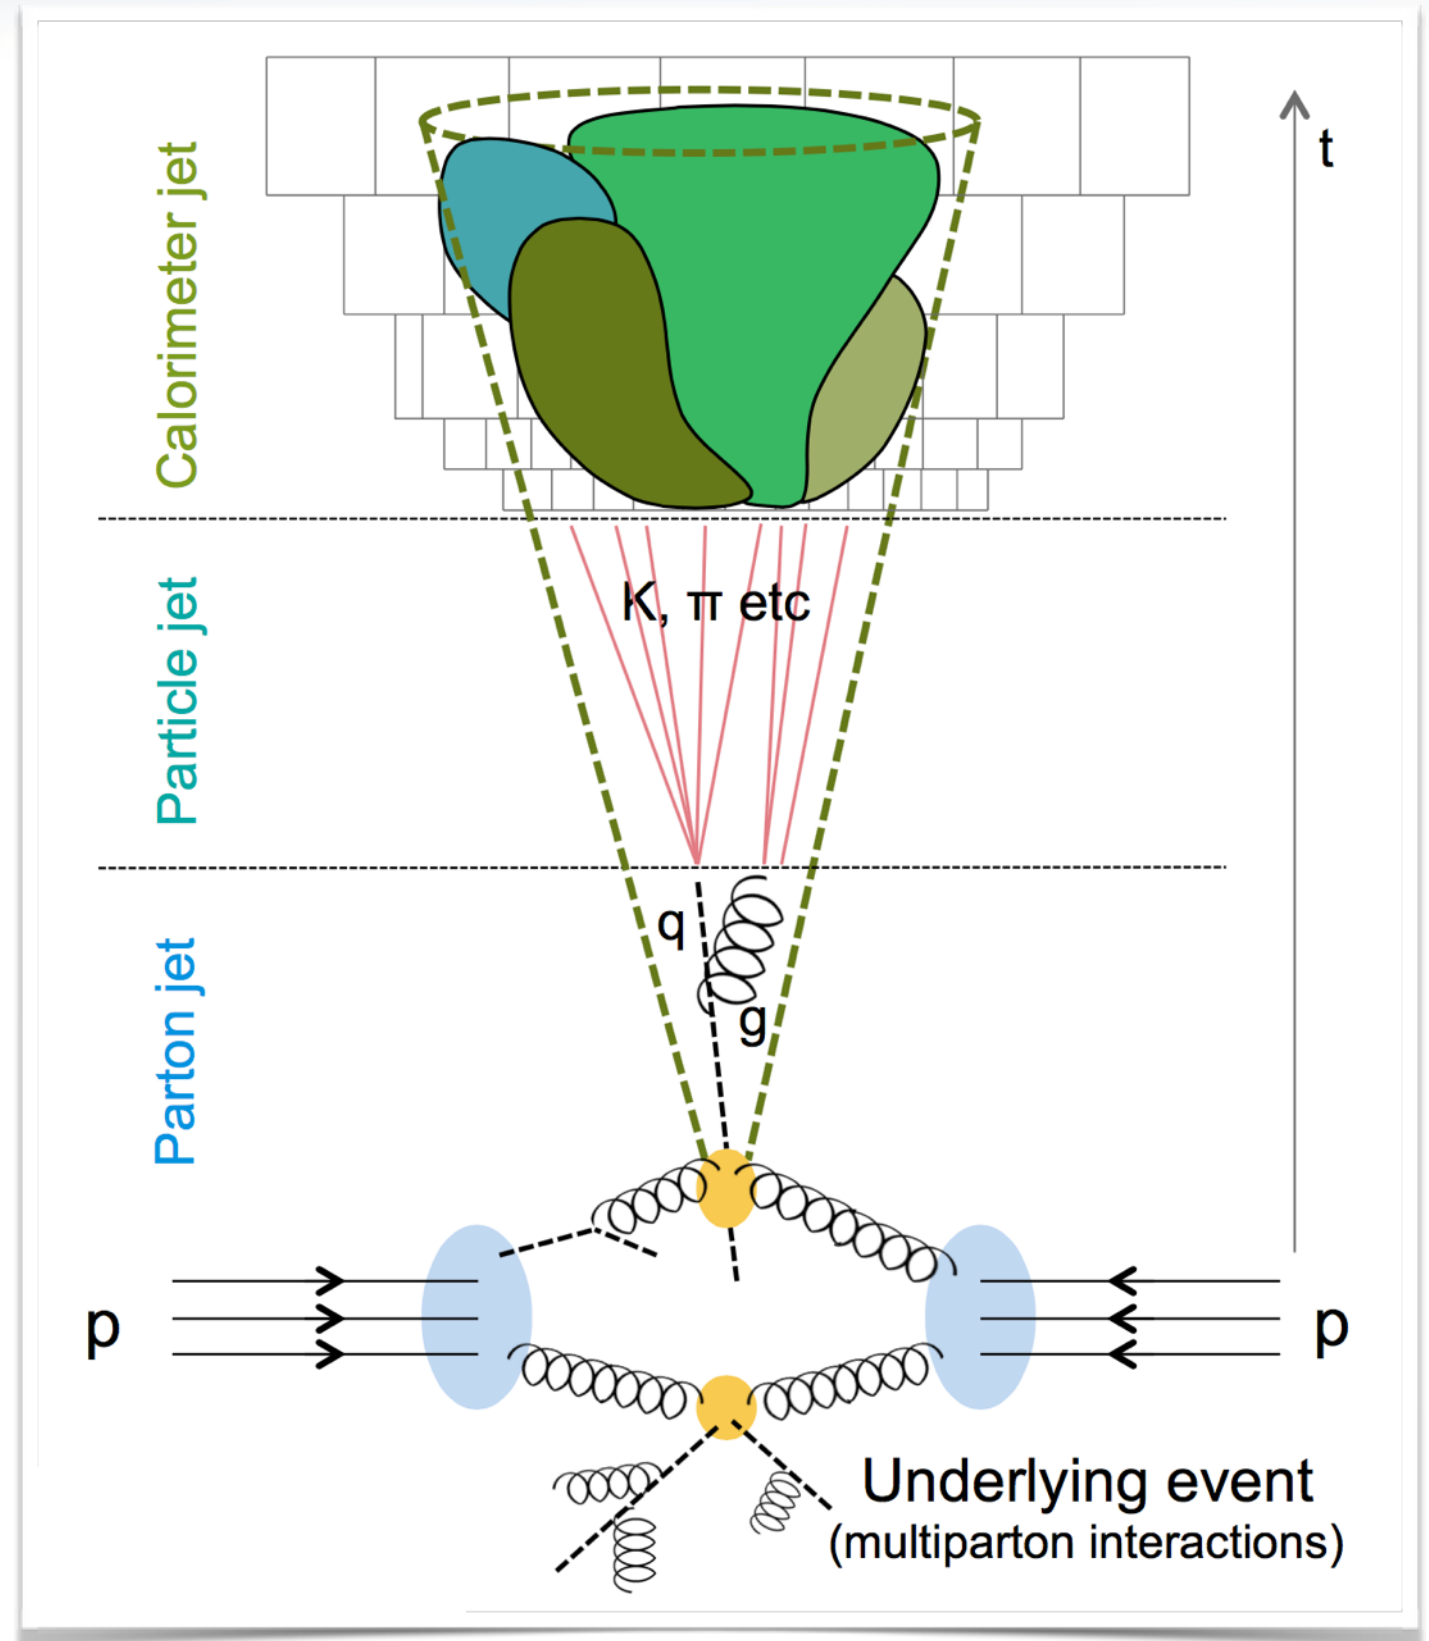 Calorimeter jet
t
K, π etc
Particle jet
q
g
Parton jet
p
p
Underlying event
(multiparton interactions)